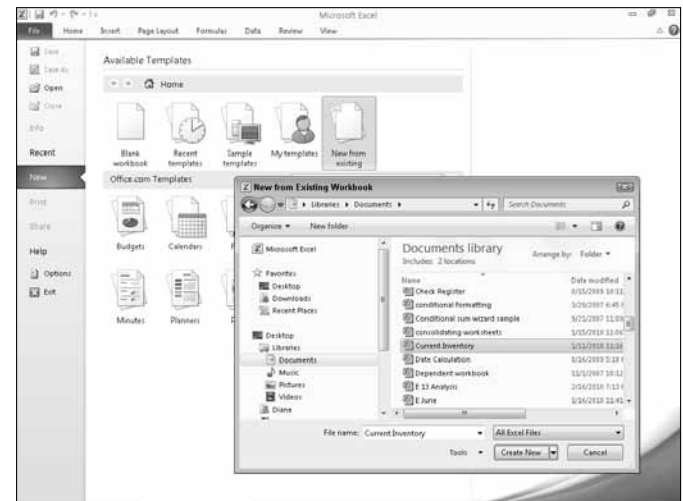 Microsoft Excel
File Home Insert Page Layout Formulas Data Review View
Save
Save As
Open
Close
Info
Recent
New
Print
Share
Help
Options
Exit
Available Templates
Home
Blank workbook
Recent templates
Sample templates
My templates
New from existing
Office.com Templates
Budgets
Calendars
Minutes
Planners
New from Existing Workbook
Libraries Documents
Search Documents
Organize New folder
Microsoft Excel
Favorites
Desktop
Downloads
Recent Places
Desktop
Libraries
Documents
Music
Pictures
Videos
Diane
Documents library
Includes: 2 locations
Arrange by: Folder
Name Date modified
Check Register
conditional formatting
Conditional sum wizard sample
consolidating worksheets
Current Inventory
Date Calculation
Dependent workbook
E 13 Analysis
E June
File name: Current Inventory
All Excel Files
Tools Create New Cancel